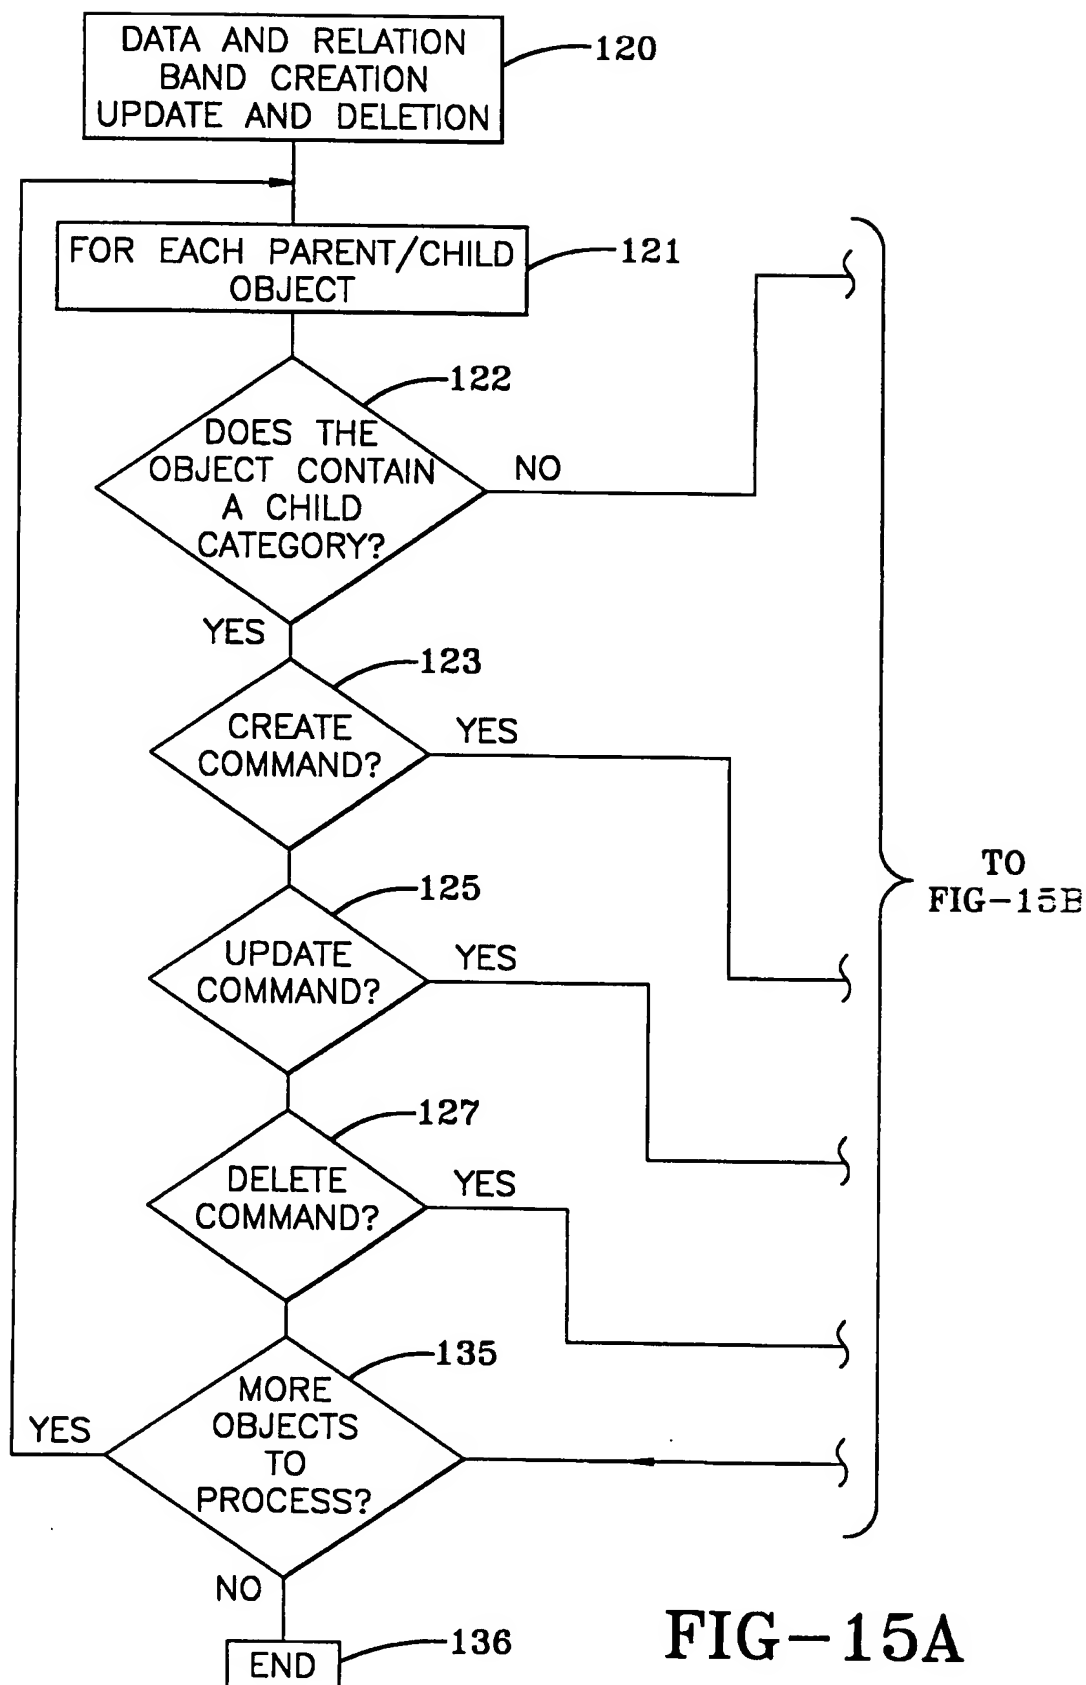 DATA AND RELATION
BAND CREATION
UPDATE AND DELETION
120
FOR EACH PARENT/CHILD
OBJECT
121
122
DOES THE
OBJECT CONTAIN
A CHILD
CATEGORY?
NO
YES
123
CREATE
COMMAND?
YES
TO
FIG-15B
125
UPDATE
COMMAND?
YES
127
DELETE
COMMAND?
YES
135
MORE
OBJECTS
TO
PROCESS?
YES
NO
END
136
FIG-15A